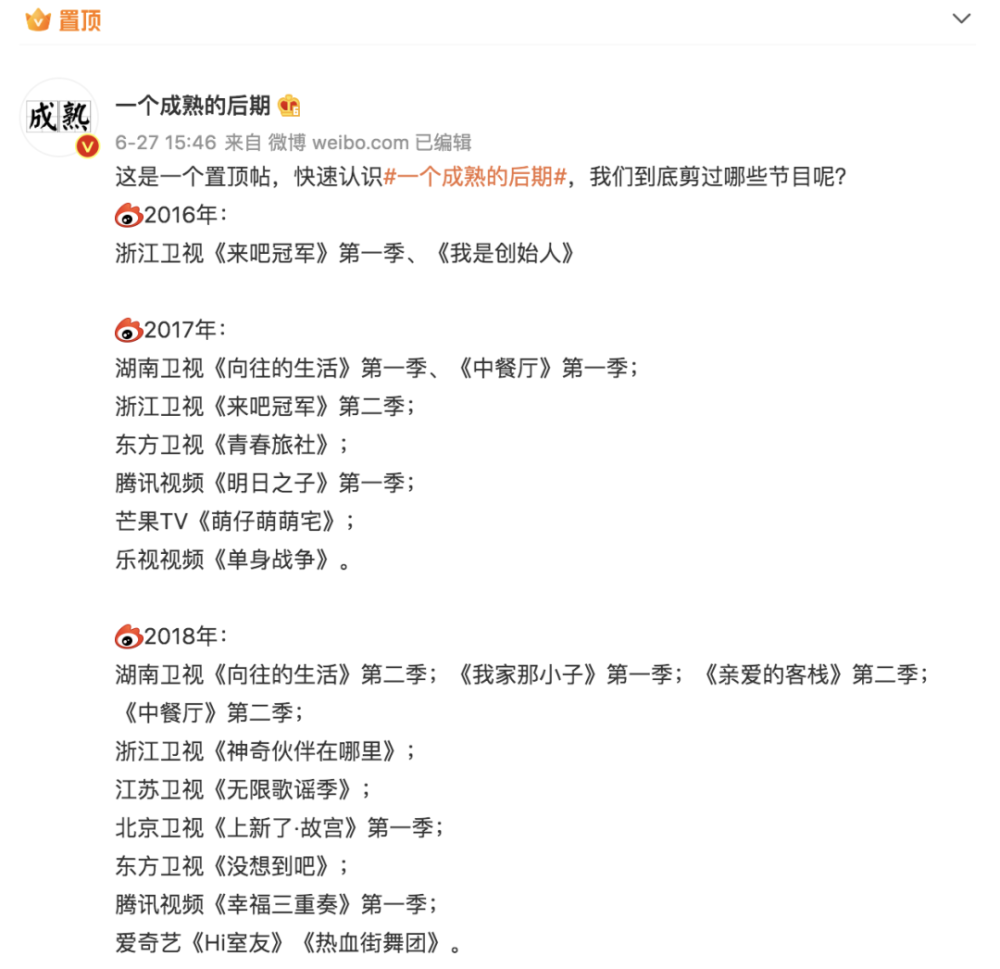 置顶
成熟
一个成熟的后期
6-27 15:46 来自 微博 weibo.com 已编辑
这是一个置顶帖，快速认识#一个成熟的后期#，我们到底剪过哪些节目呢？
2016年：
浙江卫视《来吧冠军》第一季、《我是创始人》
2017年：
湖南卫视《向往的生活》第一季、《中餐厅》第一季；
浙江卫视《来吧冠军》第二季；
东方卫视《青春旅社》；
腾讯视频《明日之子》第一季；
芒果TV《萌仔萌萌宅》；
乐视视频《单身战争》。
2018年：
湖南卫视《向往的生活》第二季；《我家那小子》第一季；《亲爱的客栈》第二季；
《中餐厅》第二季；
浙江卫视《神奇伙伴在哪里》；
江苏卫视《无限歌谣季》；
北京卫视《上新了·故宫》第一季；
东方卫视《没想到吧》；
腾讯视频《幸福三重奏》第一季；
爱奇艺《Hi室友》《热血街舞团》。